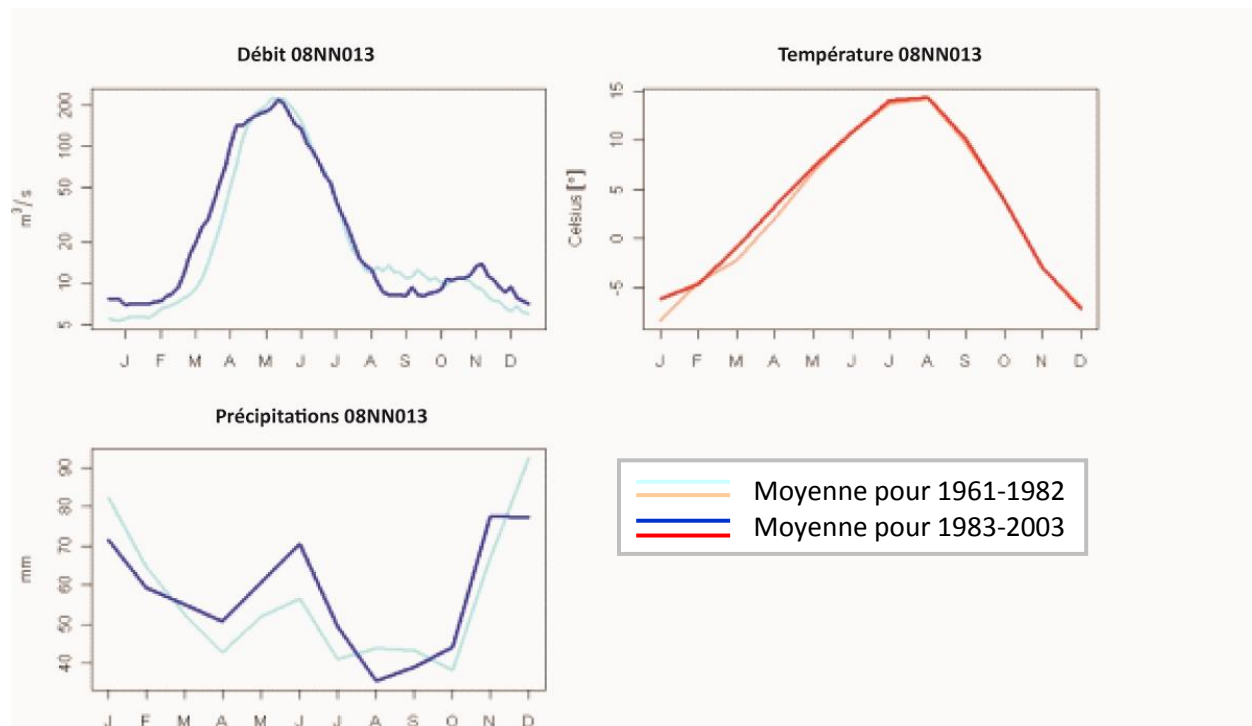 Débit 08NN013
200
100
50
20
10
5
m³/s
J F M A M J J A S O N D
Température 08NN013
15
10
5
0
-5
Celsius [°]
J F M A M J J A S O N D
Précipitations 08NN013
90
80
70
60
50
40
mm
J F M A M J J A S O N D
Moyenne pour 1961-1982
Moyenne pour 1983-2003